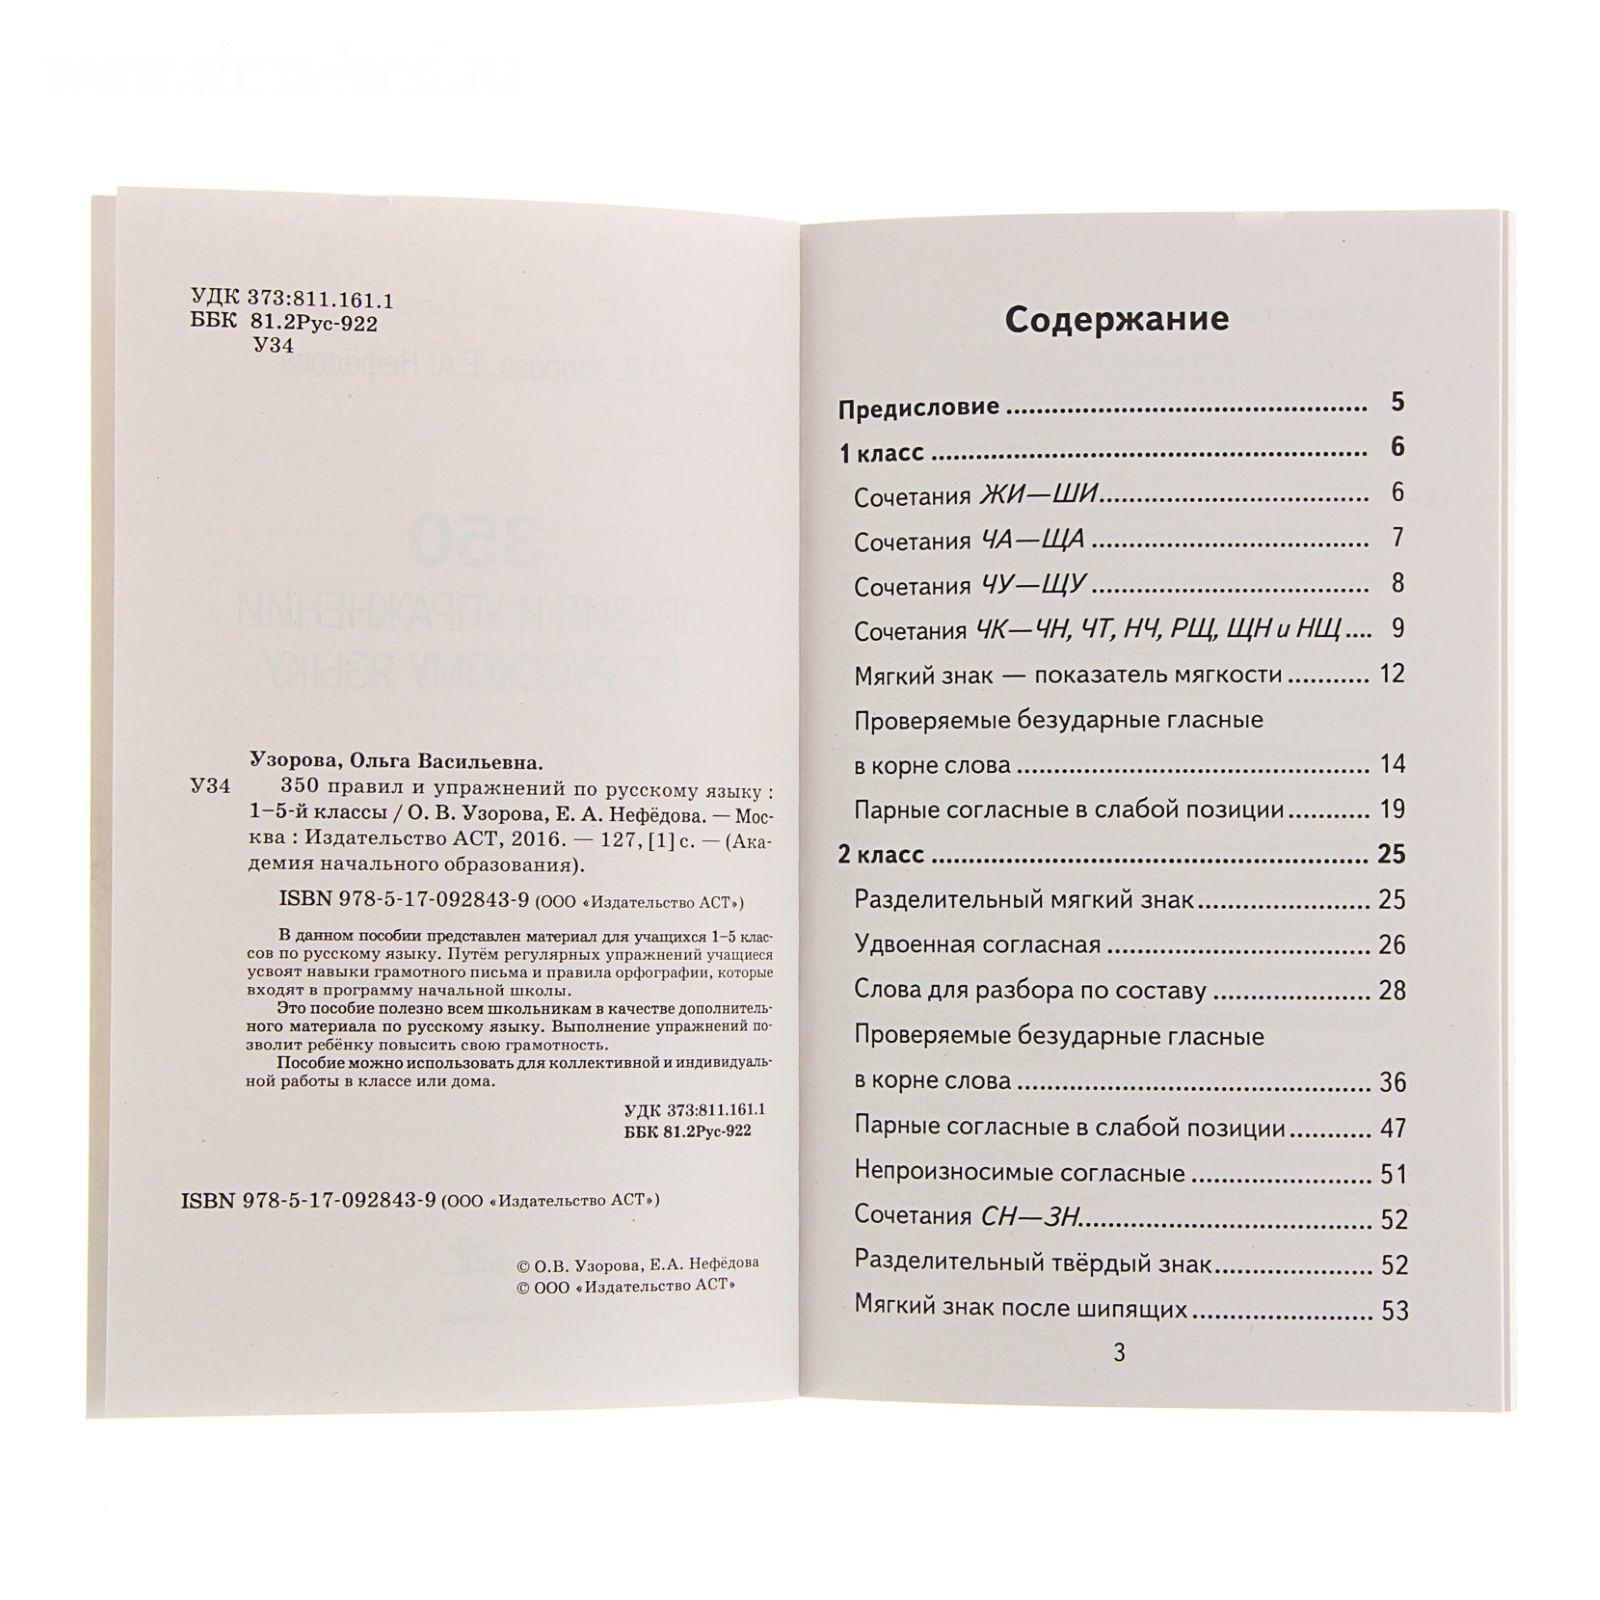 УДК 373:811.161.1
ББК 81.2Рус-922
У34
Узорова, Ольга Васильевна.
У34 350 правил и упражнений по русскому языку :
1–5-й классы / О. В. Узорова, Е. А. Нефёдова. — Мос-
ква : Издательство АСТ, 2016. — 127, [1] с. — (Ака-
демия начального образования).
ISBN 978-5-17-092843-9 (ООО «Издательство АСТ»)
В данном пособии представлен материал для учащихся 1–5 клас-
сов по русскому языку. Путём регулярных упражнений учащиеся
усвоят навыки грамотного письма и правила орфографии, которые
входят в программу начальной школы.
Это пособие полезно всем школьникам в качестве дополнитель-
ного материала по русскому языку. Выполнение упражнений по-
зволит ребёнку повысить свою грамотность.
Пособие можно использовать для коллективной и индивидуаль-
ной работы в классе или дома.
УДК 373:811.161.1
ББК 81.2Рус-922
ISBN 978-5-17-092843-9 (ООО «Издательство АСТ»)
© О.В. Узорова, Е.А. Нефёдова
© ООО «Издательство АСТ»
Содержание
Предисловие ........ 5
1 класс ........ 6
Сочетания ЖИ—ШИ ........ 6
Сочетания ЧА—ЩА ........ 7
Сочетания ЧУ—ЩУ ........ 8
Сочетания ЧК—ЧН, ЧТ, НЧ, РЩ, ЩН и НЩ .... 9
Мягкий знак — показатель мягкости ........ 12
Проверяемые безударные гласные
в корне слова ........ 14
Парные согласные в слабой позиции ........ 19
2 класс ........ 25
Разделительный мягкий знак ........ 25
Удвоенная согласная ........ 26
Слова для разбора по составу ........ 28
Проверяемые безударные гласные
в корне слова ........ 36
Парные согласные в слабой позиции ........ 47
Непроизносимые согласные ........ 51
Сочетания СН—ЗН ........ 52
Разделительный твёрдый знак ........ 52
Мягкий знак после шипящих ........ 53
3